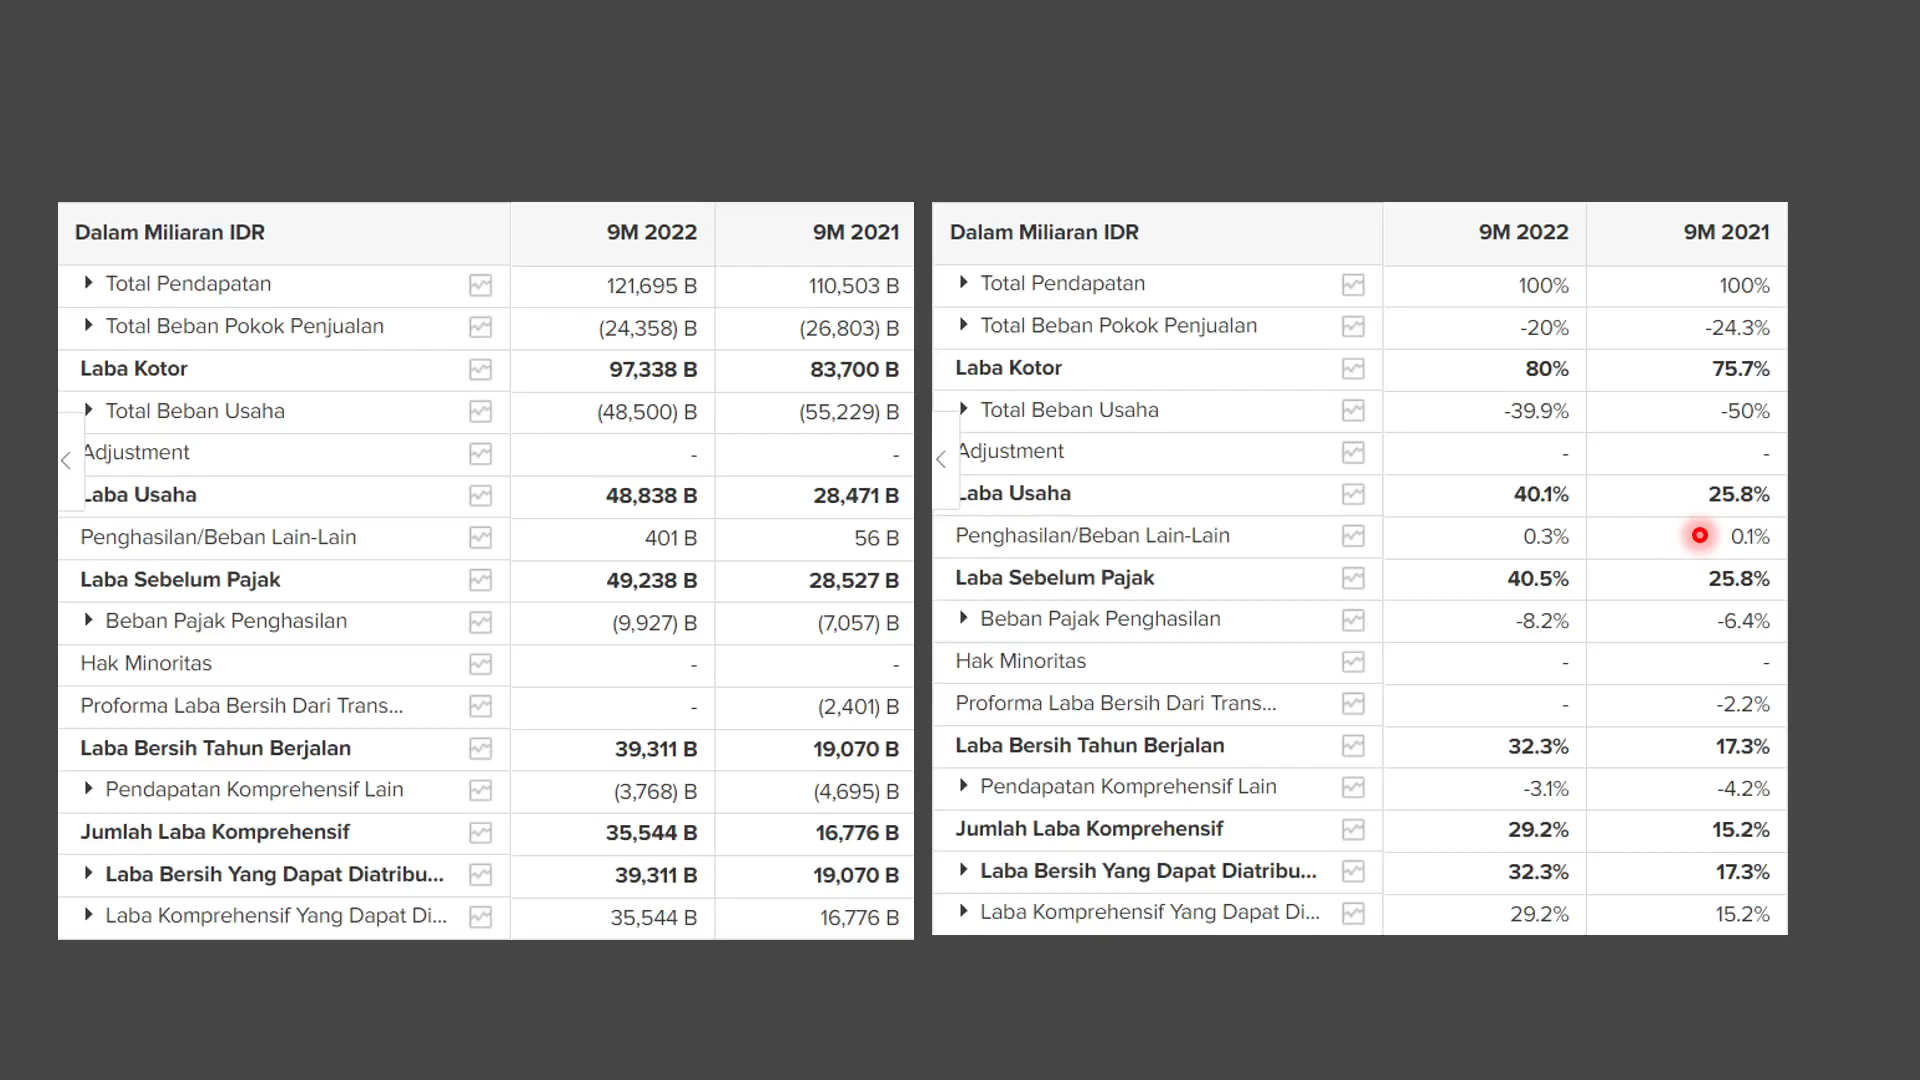 Dalam Miliaran IDR 9M 2022 9M 2021
Total Pendapatan 121,695 B 110,503 B
Total Beban Pokok Penjualan (24,358) B (26,803) B
Laba Kotor 97,338 B 83,700 B
Total Beban Usaha (48,500) B (55,229) B
Adjustment - -
Laba Usaha 48,838 B 28,471 B
Penghasilan/Beban Lain-Lain 401 B 56 B
Laba Sebelum Pajak 49,238 B 28,527 B
Beban Pajak Penghasilan (9,927) B (7,057) B
Hak Minoritas - -
Proforma Laba Bersih Dari Trans... - (2,401) B
Laba Bersih Tahun Berjalan 39,311 B 19,070 B
Pendapatan Komprehensif Lain (3,768) B (4,695) B
Jumlah Laba Komprehensif 35,544 B 16,776 B
Laba Bersih Yang Dapat Diatribu... 39,311 B 19,070 B
Laba Komprehensif Yang Dapat Di... 35,544 B 16,776 B
Dalam Miliaran IDR 9M 2022 9M 2021
Total Pendapatan 100% 100%
Total Beban Pokok Penjualan -20% -24.3%
Laba Kotor 80% 75.7%
Total Beban Usaha -39.9% -50%
Adjustment - -
Laba Usaha 40.1% 25.8%
Penghasilan/Beban Lain-Lain 0.3% 0.1%
Laba Sebelum Pajak 40.5% 25.8%
Beban Pajak Penghasilan -8.2% -6.4%
Hak Minoritas - -
Proforma Laba Bersih Dari Trans... - -2.2%
Laba Bersih Tahun Berjalan 32.3% 17.3%
Pendapatan Komprehensif Lain -3.1% -4.2%
Jumlah Laba Komprehensif 29.2% 15.2%
Laba Bersih Yang Dapat Diatribu... 32.3% 17.3%
Laba Komprehensif Yang Dapat Di... 29.2% 15.2%